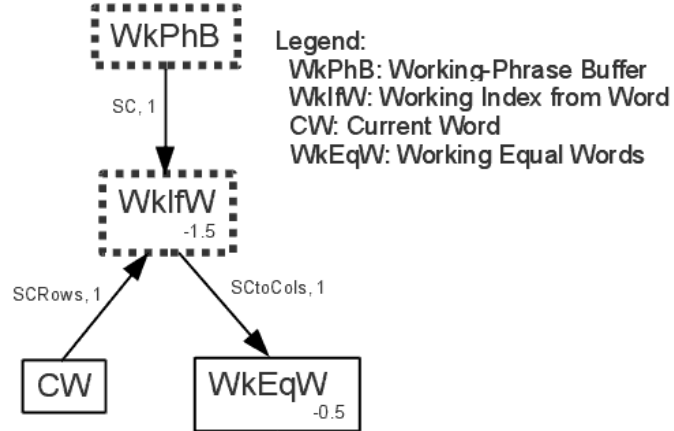 WkPhB
Legend:
WkPhB: Working-Phrase Buffer
WkIfW: Working Index from Word
CW: Current Word
WkEqW: Working Equal Words
SC, 1
WkIfW
-1.5
SCRows, 1
SCtoCols, 1
CW
WkEqW
-0.5